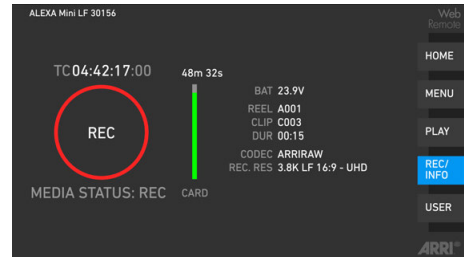 ALEXA Mini LF 30156
Web
Remote
TC04:42:17:00
48m 32s
REC
MEDIA STATUS: REC
CARD
BAT 23.9V
REEL A001
CLIP C003
DUR 00:15
CODEC ARRIRAW
REC. RES 3.8K LF 16:9 - UHD
HOME
MENU
PLAY
REC/
INFO
USER
ARRI®